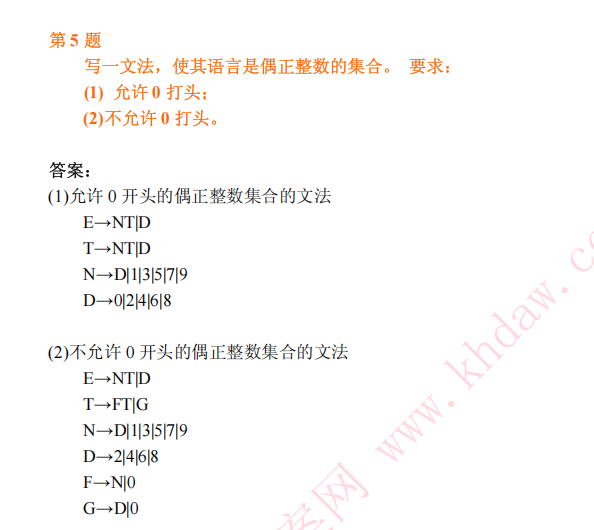 第 5 题
写一文法，使其语言是偶正整数的集合。 要求：
(1) 允许 0 打头；
(2)不允许 0 打头。
答案：
(1)允许 0 开头的偶正整数集合的文法
E→NT|D
T→NT|D
N→D|1|3|5|7|9
D→0|2|4|6|8
(2)不允许 0 开头的偶正整数集合的文法
E→NT|D
T→FT|G
N→D|1|3|5|7|9
D→2|4|6|8
F→N|0
G→D|0
案网 www.khdaw.co